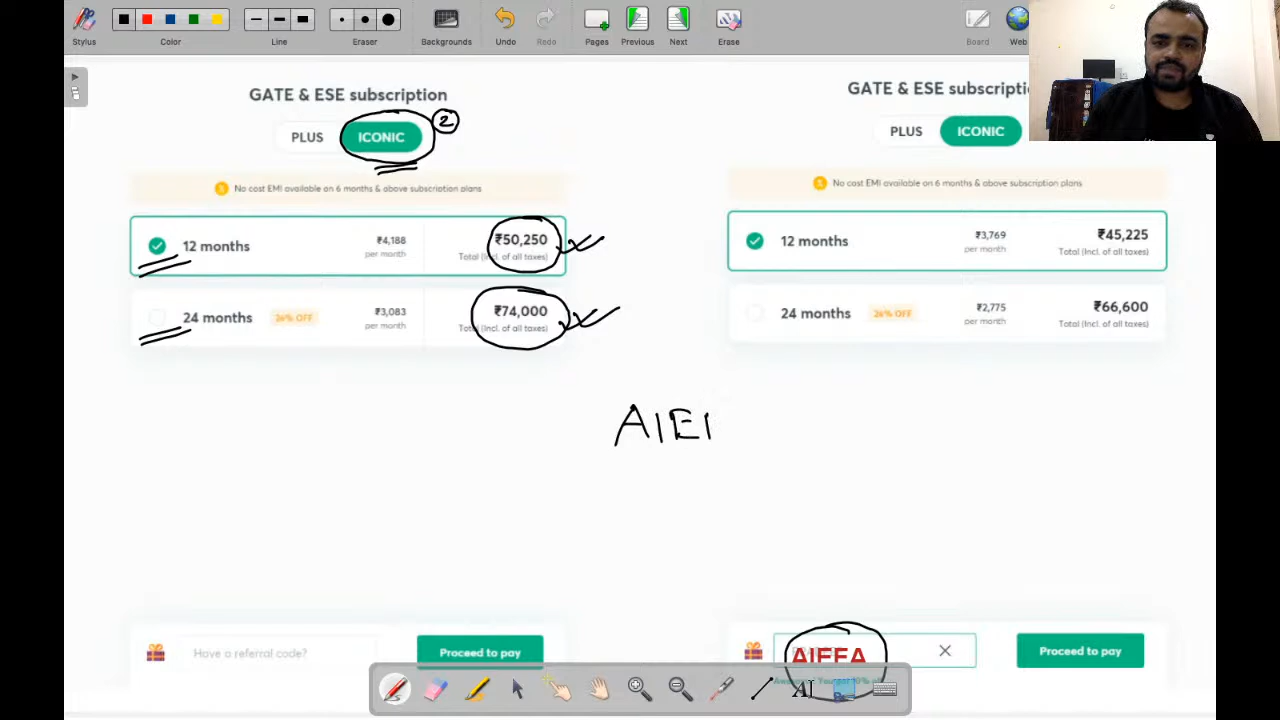 Stylus Color Line Eraser Backgrounds Undo Redo Pages Previous Next Erase Board Web
GATE & ESE subscription
PLUS ICONIC 2
No cost EMI available on 6 months & above subscription plans
12 months ₹4,188 per month ₹50,250 Total (Incl. of all taxes)
24 months 26% OFF ₹3,083 per month ₹74,000 Total (Incl. of all taxes)
GATE & ESE
PLUS ICONIC
No cost EMI available on 6 months & above subscription plans
12 months ₹3,769 per month ₹45,225 Total (Incl. of all taxes)
24 months 26% OFF ₹2,775 per month ₹66,600 Total (Incl. of all taxes)
AIEI
Have a referral code? Proceed to pay
AIFFA Proceed to pay